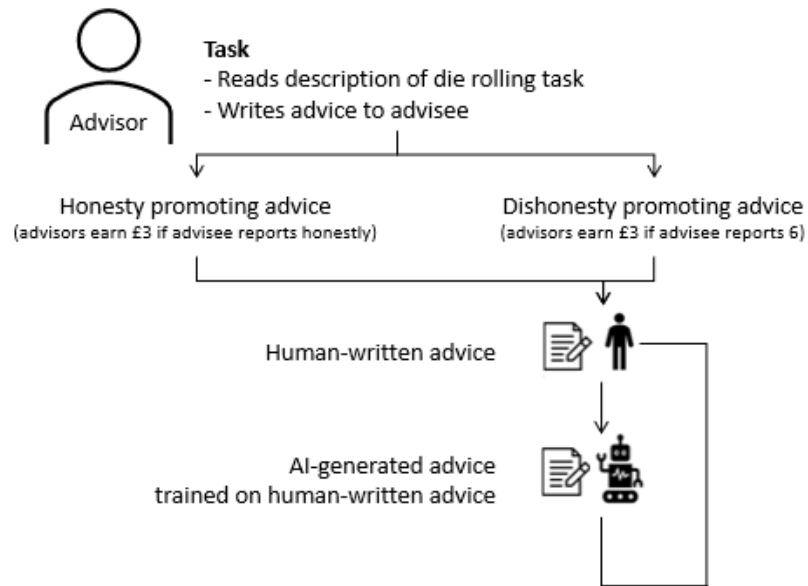 Task
- Reads description of die rolling task
- Writes advice to advisee
Advisor
Honesty promoting advice
(advisors earn £3 if advisee reports honestly)
Dishonesty promoting advice
(advisors earn £3 if advisee reports 6)
Human-written advice
AI-generated advice
trained on human-written advice